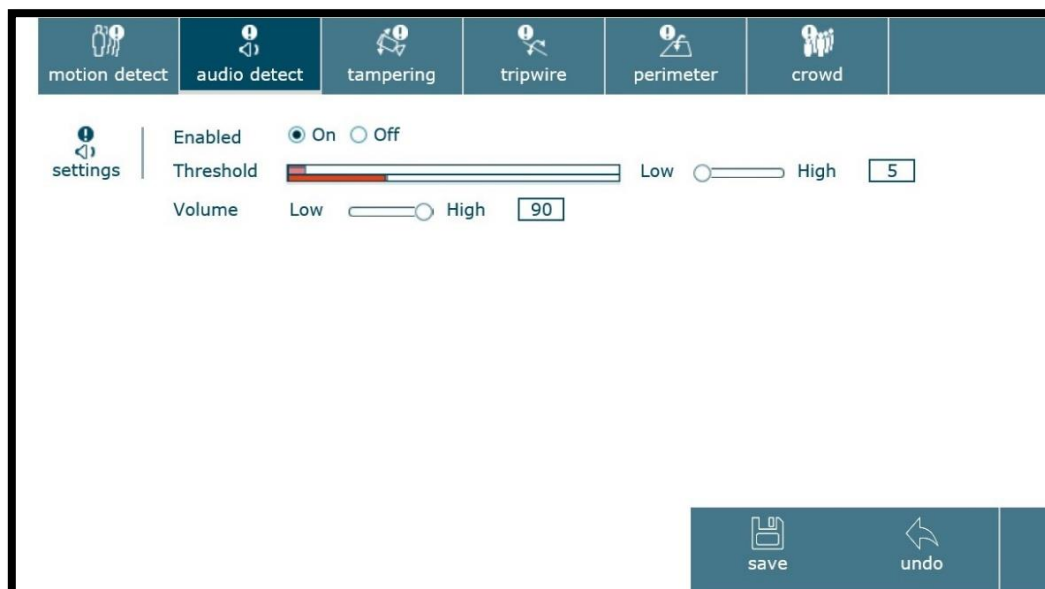 motion detect audio detect tampering tripwire perimeter crowd
settings
Enabled On Off
Threshold Low High 5
Volume Low High 90
save undo